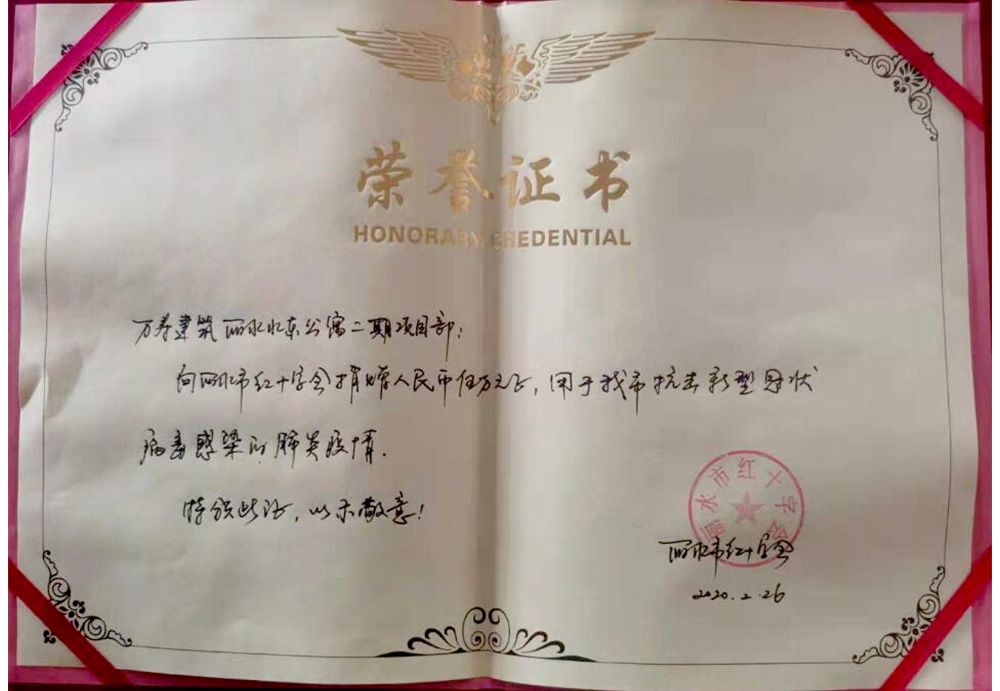 荣誉证书
HONORARY CREDENTIAL
万寿建筑丽水水东公寓二期项目部:
向丽水市红十字会捐赠人民币伍万元正,用于我市抗击新型冠状
病毒感染的肺炎疫情.
特颁此证,以示敬意!
丽水市红十字会
丽水市红十字会
2020.2.26